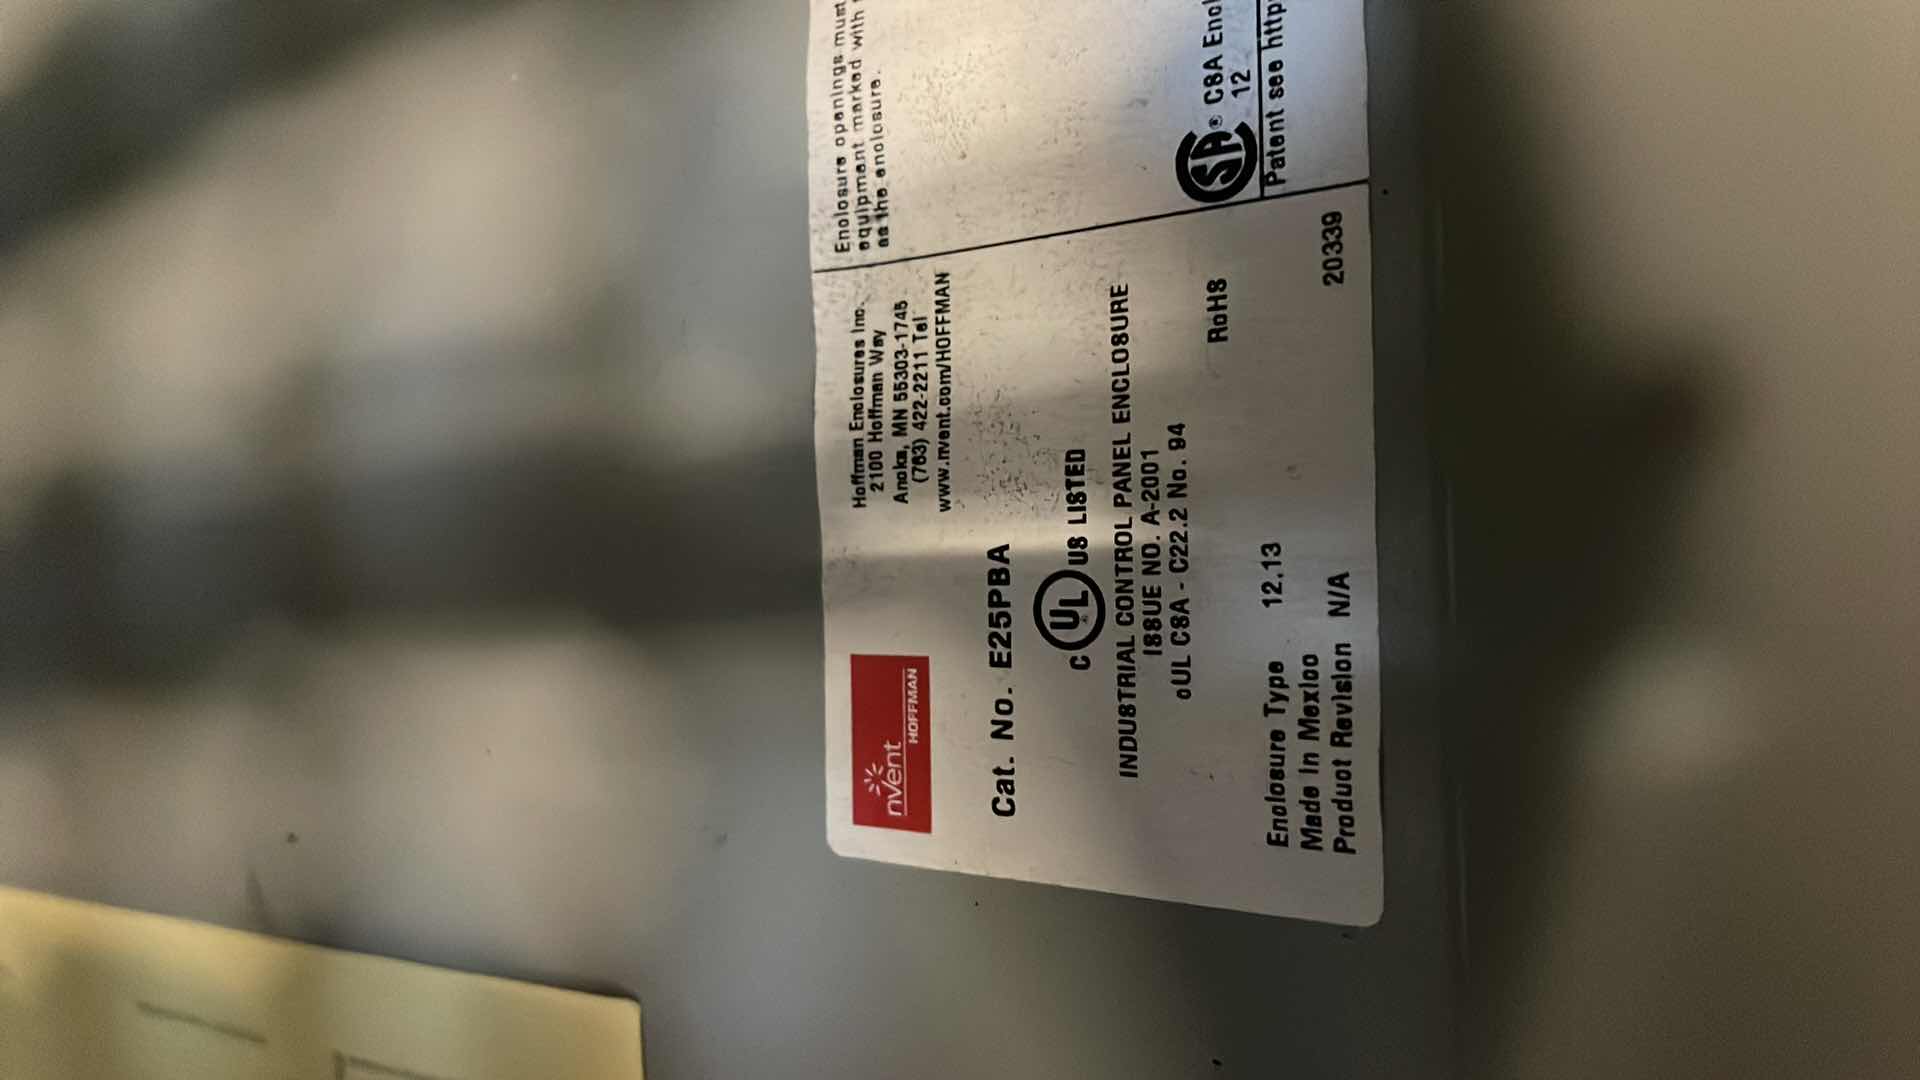 nVent
HOFFMAN
Hoffman Enclosures Inc.
2100 Hoffman Way
Anoka, MN 55303-1745
(763) 422-2211 Tel
www.nvent.com/HOFFMAN
Cat. No. E25PBA
C UL ® US LISTED
INDUSTRIAL CONTROL PANEL ENCLOSURE
ISSUE NO. A-2001
cUL CSA - C22.2 No. 94
RoHS
Enclosure Type 12,13
Made In Mexico
Product Revision N/A
20339
Enclosure openings must
equipment marked with
as the enclosure.
SA ® CSA Encl
12
Patent see http